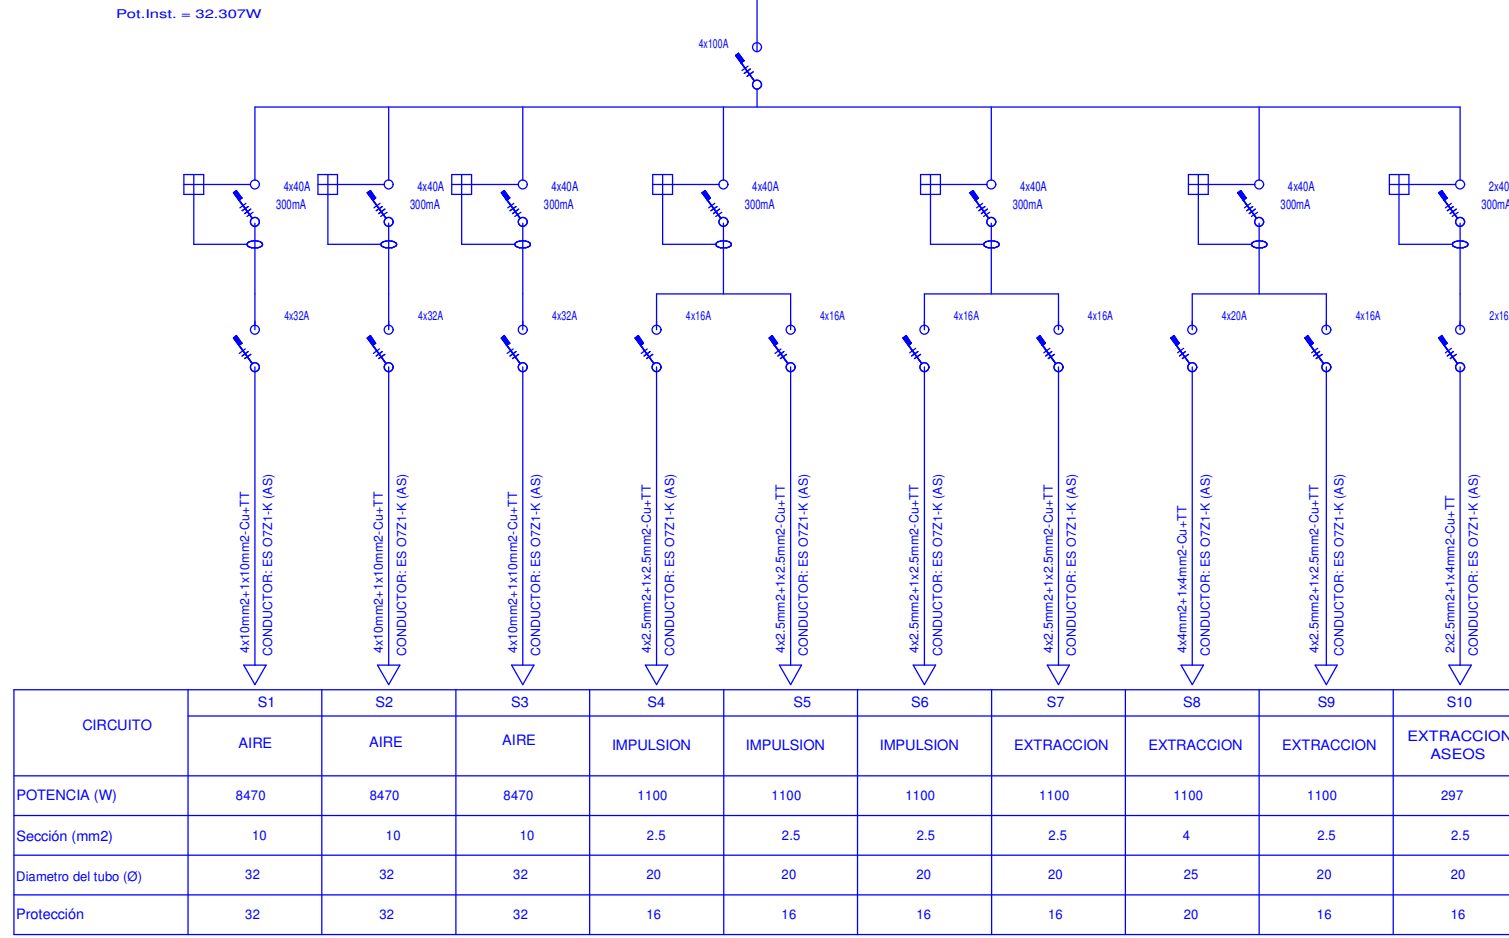 Pot.Inst. = 32.307W
4x100A
4x40A
300mA
4x40A
300mA
4x40A
300mA
4x40A
300mA
4x40A
300mA
4x40A
300mA
2x40
300mA
4x32A
4x32A
4x32A
4x16A
4x16A
4x16A
4x16A
4x20A
4x16A
2x16
4x10mm2+1x10mm2-Cu+TT
CONDUCTOR: ES O7Z1-K (AS)
4x10mm2+1x10mm2-Cu+TT
CONDUCTOR: ES O7Z1-K (AS)
4x10mm2+1x10mm2-Cu+TT
CONDUCTOR: ES O7Z1-K (AS)
4x2.5mm2+1x2.5mm2-Cu+TT
CONDUCTOR: ES O7Z1-K (AS)
4x2.5mm2+1x2.5mm2-Cu+TT
CONDUCTOR: ES O7Z1-K (AS)
4x2.5mm2+1x2.5mm2-Cu+TT
CONDUCTOR: ES O7Z1-K (AS)
4x2.5mm2+1x2.5mm2-Cu+TT
CONDUCTOR: ES O7Z1-K (AS)
4x4mm2+1x4mm2-Cu+TT
CONDUCTOR: ES O7Z1-K (AS)
4x2.5mm2+1x2.5mm2-Cu+TT
CONDUCTOR: ES O7Z1-K (AS)
2x2.5mm2+1x4mm2-Cu+TT
CONDUCTOR: ES O7Z1-K (AS)
CIRCUITO S1 S2 S3 S4 S5 S6 S7 S8 S9 S10
AIRE AIRE AIRE IMPULSION IMPULSION IMPULSION EXTRACCION EXTRACCION EXTRACCION EXTRACCION
ASEOS
POTENCIA (W) 8470 8470 8470 1100 1100 1100 1100 1100 1100 297
Sección (mm2) 10 10 10 2.5 2.5 2.5 2.5 4 2.5 2.5
Diametro del tubo (Ø) 32 32 32 20 20 20 20 25 20 20
Protección 32 32 32 16 16 16 16 20 16 16